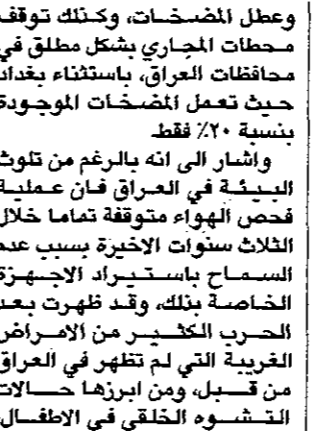 وعطل المضخات، وكذلك توقف
محطات المجاري بشكل مطلق في
محافظات العراق، باستثناء بغداد
حيث تعمل المضخات الموجودة
بنسبة ٢٠٪ فقط.
واشار الى انه بالرغم من تلوث
البيئة في العراق فان عملية
فحص الهواء متوقفة تماما خلال
الثلاث سنوات الاخيرة بسبب عدم
السماح باستيراد الاجهزة
الخاصة بذلك، وقد ظهرت بعد
الحرب الكثير من الامراض
الغريبة التي لم تظهر في العراق
من قبل، ومن ابرزها حالات
التشوه الخلقي في الاطفال،